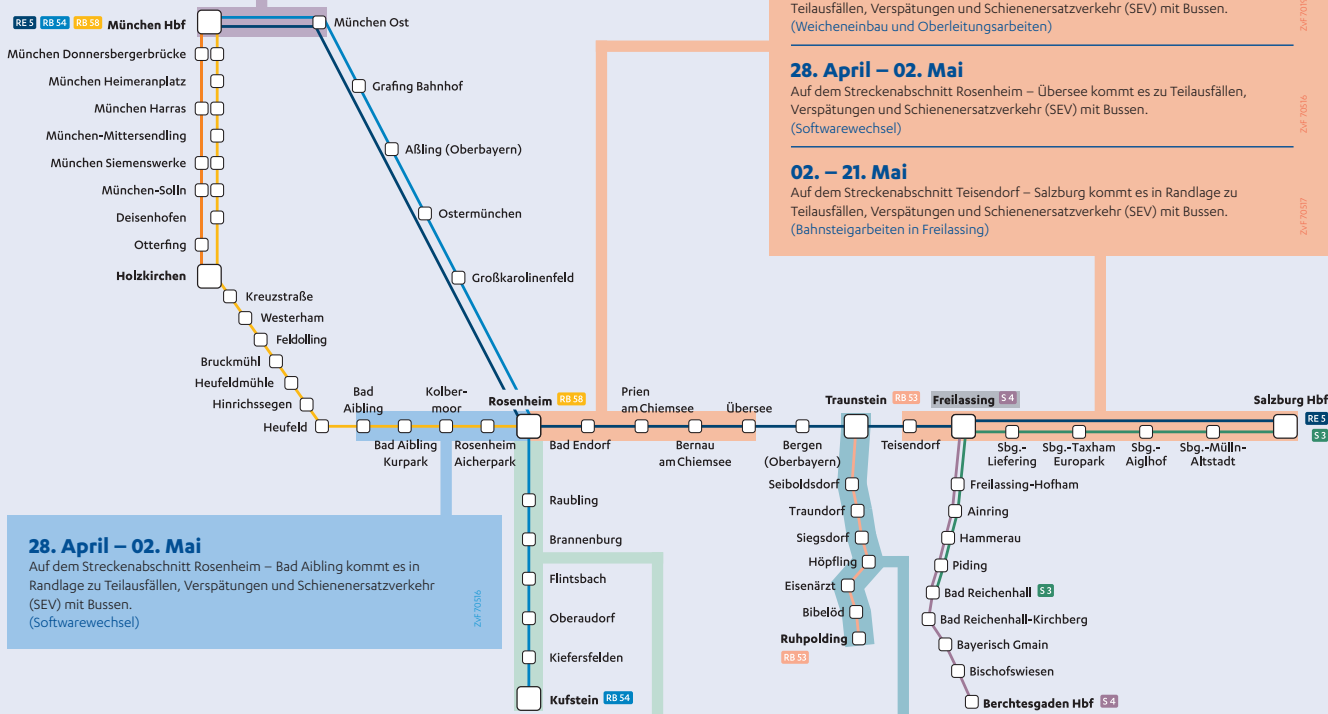 RE 5 RB 54 RB 58 München Hbf
München Ost
München Donnersbergerbrücke
München Heimeranplatz
München Harras
München-Mittersendling
München Siemenswerke
München-Solln
Deisenhofen
Otterfing
Holzkirchen
Grafing Bahnhof
Aßling (Oberbayern)
Ostermünchen
Großkarolinenfeld
Kreuzstraße
Westerham
Feldolling
Bruckmühl
Heufeldmühle
Hinrichssegen
Heufeld
Bad
Aibling
Bad Aibling
Kurpark
Kolber-
moor
Rosenheim
Aicherpark
Rosenheim RB 58
Bad Endorf
Prien
am Chiemsee
Bernau
am Chiemsee
Übersee
Bergen
(Oberbayern)
Traunstein RB 53
Teisendorf
Freilassing S 4
Sbg.-
Liefering
Sbg.-Taxham
Europark
Sbg.-
Aiglhof
Sbg.-Mülln-
Altstadt
Salzburg Hbf
RE 5
S 3
Raubling
Brannenburg
Flintsbach
Oberaudorf
Kiefersfelden
Kufstein RB 54
Seiboldsdorf
Traundorf
Siegsdorf
Höpfling
Eisenärzt
Bibelöd
Ruhpolding
RB 53
Freilassing-Hofham
Ainring
Hammerau
Piding
Bad Reichenhall S 3
Bad Reichenhall-Kirchberg
Bayerisch Gmain
Bischofswiesen
Berchtesgaden Hbf S 4
Teilausfällen, Verspätungen und Schienenersatzverkehr (SEV) mit Bussen.
(Weicheneinbau und Oberleitungsarbeiten)
28. April – 02. Mai
Auf dem Streckenabschnitt Rosenheim – Übersee kommt es zu Teilausfällen,
Verspätungen und Schienenersatzverkehr (SEV) mit Bussen.
(Softwarewechsel)
ZvF 70516
02. – 21. Mai
Auf dem Streckenabschnitt Teisendorf – Salzburg kommt es in Randlage zu
Teilausfällen, Verspätungen und Schienenersatzverkehr (SEV) mit Bussen.
(Bahnsteigarbeiten in Freilassing)
ZvF 70517
28. April – 02. Mai
Auf dem Streckenabschnitt Rosenheim – Bad Aibling kommt es in
Randlage zu Teilausfällen, Verspätungen und Schienenersatzverkehr
(SEV) mit Bussen.
(Softwarewechsel)
ZvF 70516